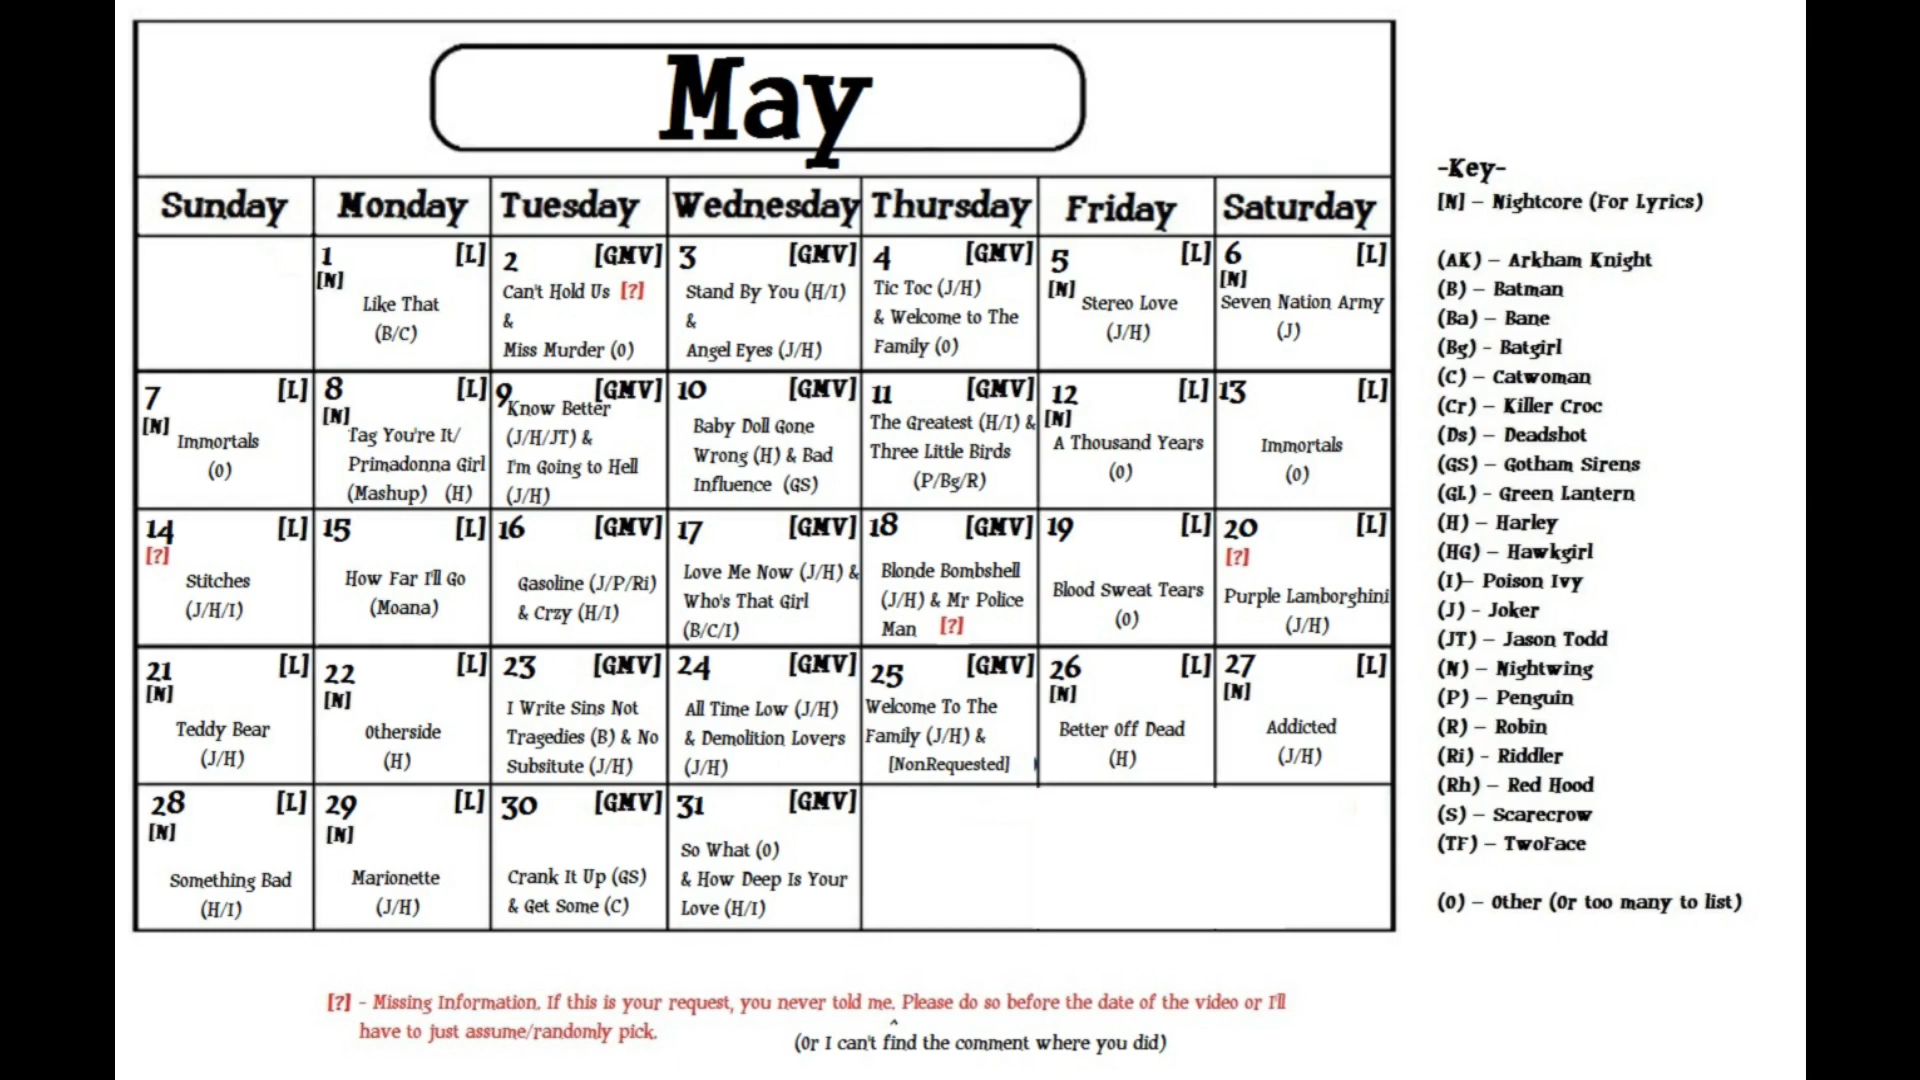 May
Sunday Monday Tuesday Wednesday Thursday Friday Saturday
1 [L]
[N]
Like That
(B/C)
2 [GMV]
Can't Hold Us [?]
&
Miss Murder (O)
3 [GMV]
Stand By You (H/I)
&
Angel Eyes (J/H)
4 [GMV]
Tic Toc (J/H)
& Welcome to The
Family (O)
5 [L]
[N]
Stereo Love
(J/H)
6 [L]
[N]
Seven Nation Army
(J)
7 [L]
[N]
Immortals
(O)
8 [L]
[N]
Tag You're It/
Primadonna Girl
(Mashup) (H)
9 [GMV]
Know Better
(J/H/JT) &
I'm Going to Hell
(J/H)
10 [GMV]
Baby Doll Gone
Wrong (H) & Bad
Influence (GS)
11 [GMV]
The Greatest (H/I) &
Three Little Birds
(P/Bg/R)
12 [L]
[N]
A Thousand Years
(O)
13 [L]
Immortals
(O)
14 [L]
[?]
Stitches
(J/H/I)
15 [L]
How Far I'll Go
(Moana)
16 [GMV]
Gasoline (J/P/Ri)
& Crzy (H/I)
17 [GMV]
Love Me Now (J/H) &
Who's That Girl
(B/C/I)
18 [GMV]
Blonde Bombshell
(J/H) & Mr Police
Man [?]
19 [L]
Blood Sweat Tears
(O)
20 [L]
[?]
Purple Lamborghini
(J/H)
21 [L]
[N]
Teddy Bear
(J/H)
22 [L]
[N]
Otherside
(H)
23 [GMV]
I Write Sins Not
Tragedies (B) & No
Subsitute (J/H)
24 [GMV]
All Time Low (J/H)
& Demolition Lovers
(J/H)
25 [GMV]
Welcome To The
Family (J/H) &
[NonRequested]
26 [L]
[N]
Better Off Dead
(H)
27 [L]
[N]
Addicted
(J/H)
28 [L]
[N]
Something Bad
(H/I)
29 [L]
[N]
Marionette
(J/H)
30 [GMV]
Crank It Up (GS)
& Get Some (C)
31 [GMV]
So What (O)
& How Deep Is Your
Love (H/I)
-Key-
[N] – Nightcore (For Lyrics)
(AK) – Arkham Knight
(B) – Batman
(Ba) – Bane
(Bg) - Batgirl
(C) – Catwoman
(Cr) – Killer Croc
(Ds) – Deadshot
(GS) – Gotham Sirens
(GL) - Green Lantern
(H) – Harley
(HG) – Hawkgirl
(I)– Poison Ivy
(J) - Joker
(JT) – Jason Todd
(N) – Nightwing
(P) – Penguin
(R) – Robin
(Ri) - Riddler
(Rh) – Red Hood
(S) – Scarecrow
(TF) – TwoFace
(O) – Other (Or too many to list)
[?] - Missing Information. If this is your request, you never told me. Please do so before the date of the video or I'll
have to just assume/randomly pick.
^
(Or I can't find the comment where you did)